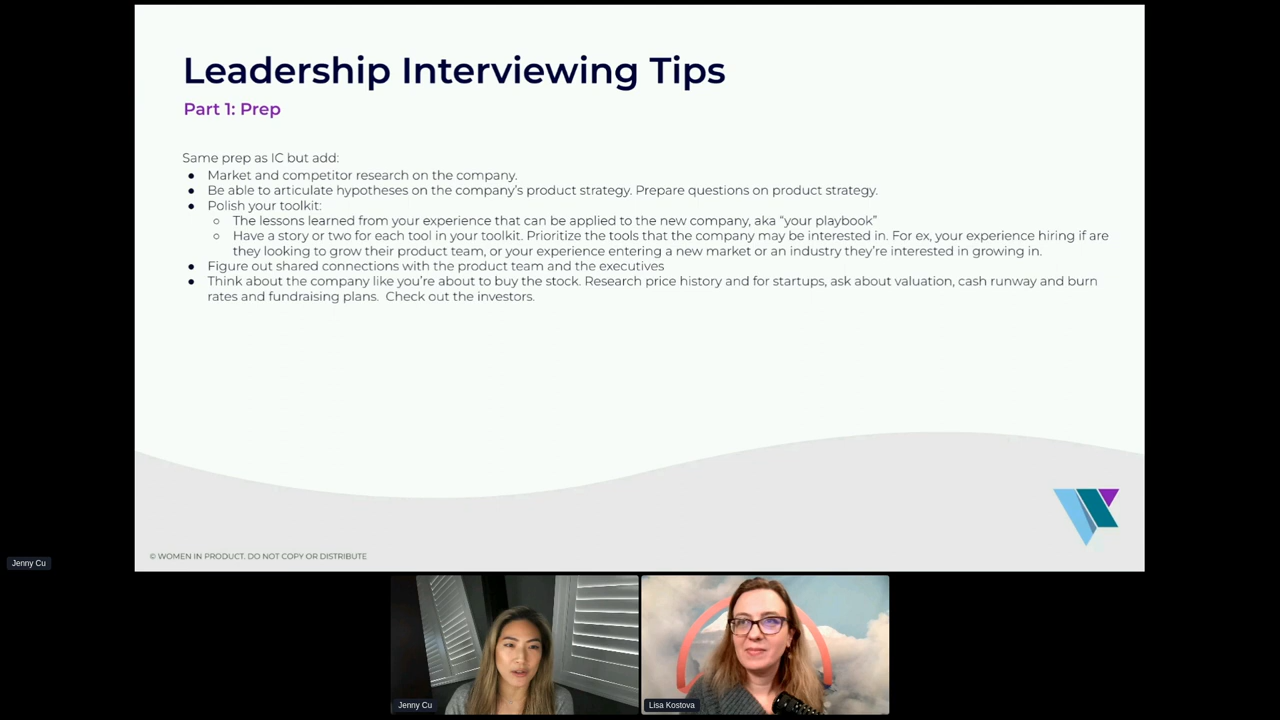 Leadership Interviewing Tips
Part 1: Prep
Same prep as IC but add:
● Market and competitor research on the company.
● Be able to articulate hypotheses on the company's product strategy. Prepare questions on product strategy.
● Polish your toolkit:
○ The lessons learned from your experience that can be applied to the new company, aka “your playbook”
○ Have a story or two for each tool in your toolkit. Prioritize the tools that the company may be interested in. For ex, your experience hiring if are
they looking to grow their product team, or your experience entering a new market or an industry they're interested in growing in.
● Figure out shared connections with the product team and the executives
● Think about the company like you're about to buy the stock. Research price history and for startups, ask about valuation, cash runway and burn
rates and fundraising plans.  Check out the investors.
© WOMEN IN PRODUCT. DO NOT COPY OR DISTRIBUTE
Jenny Cu
Jenny Cu
Lisa Kostova